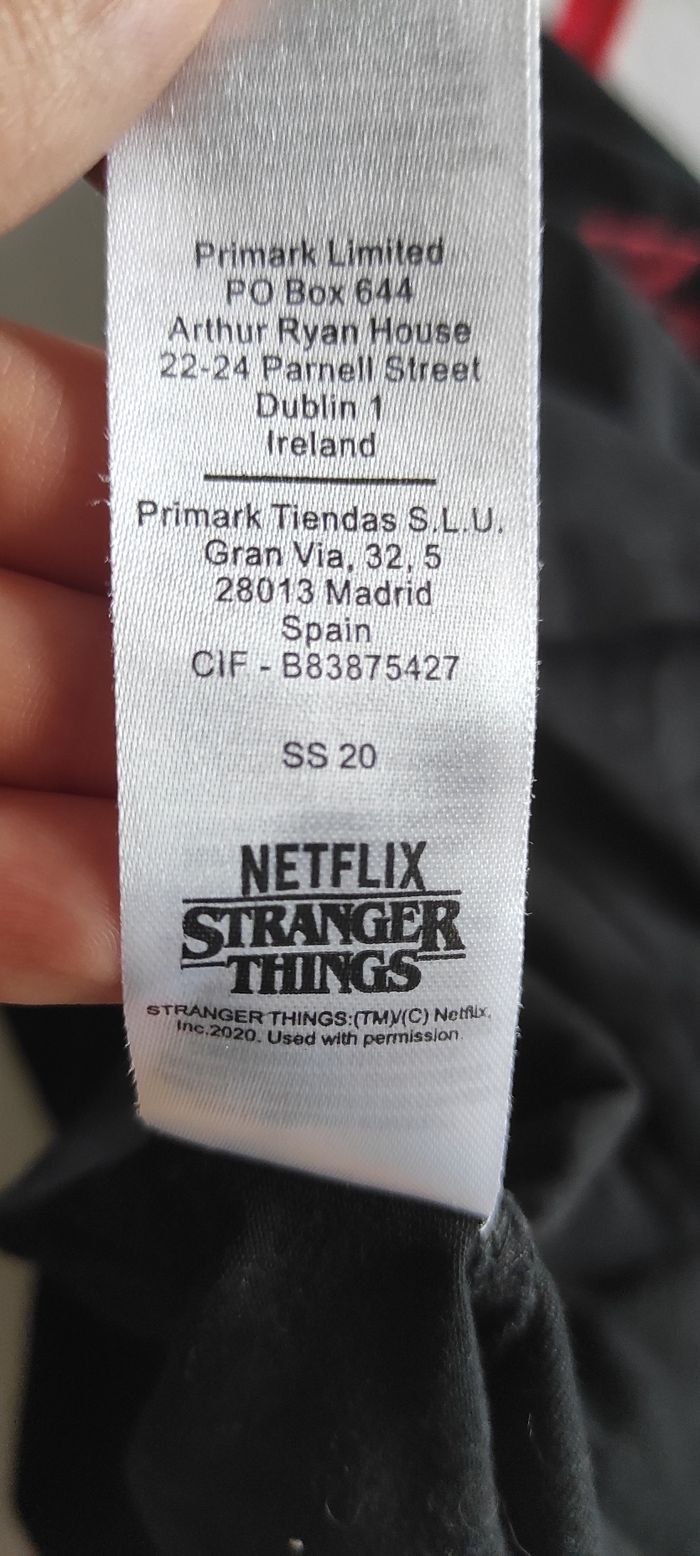 Primark Limited
PO Box 644
Arthur Ryan House
22-24 Parnell Street
Dublin 1
Ireland
Primark Tiendas S.L.U.
Gran Via, 32, 5
28013 Madrid
Spain
CIF - B83875427
SS 20
NETFLIX
STRANGER
THINGS
STRANGER THINGS:(TM)/(C) Netflix,
Inc.2020. Used with permission.